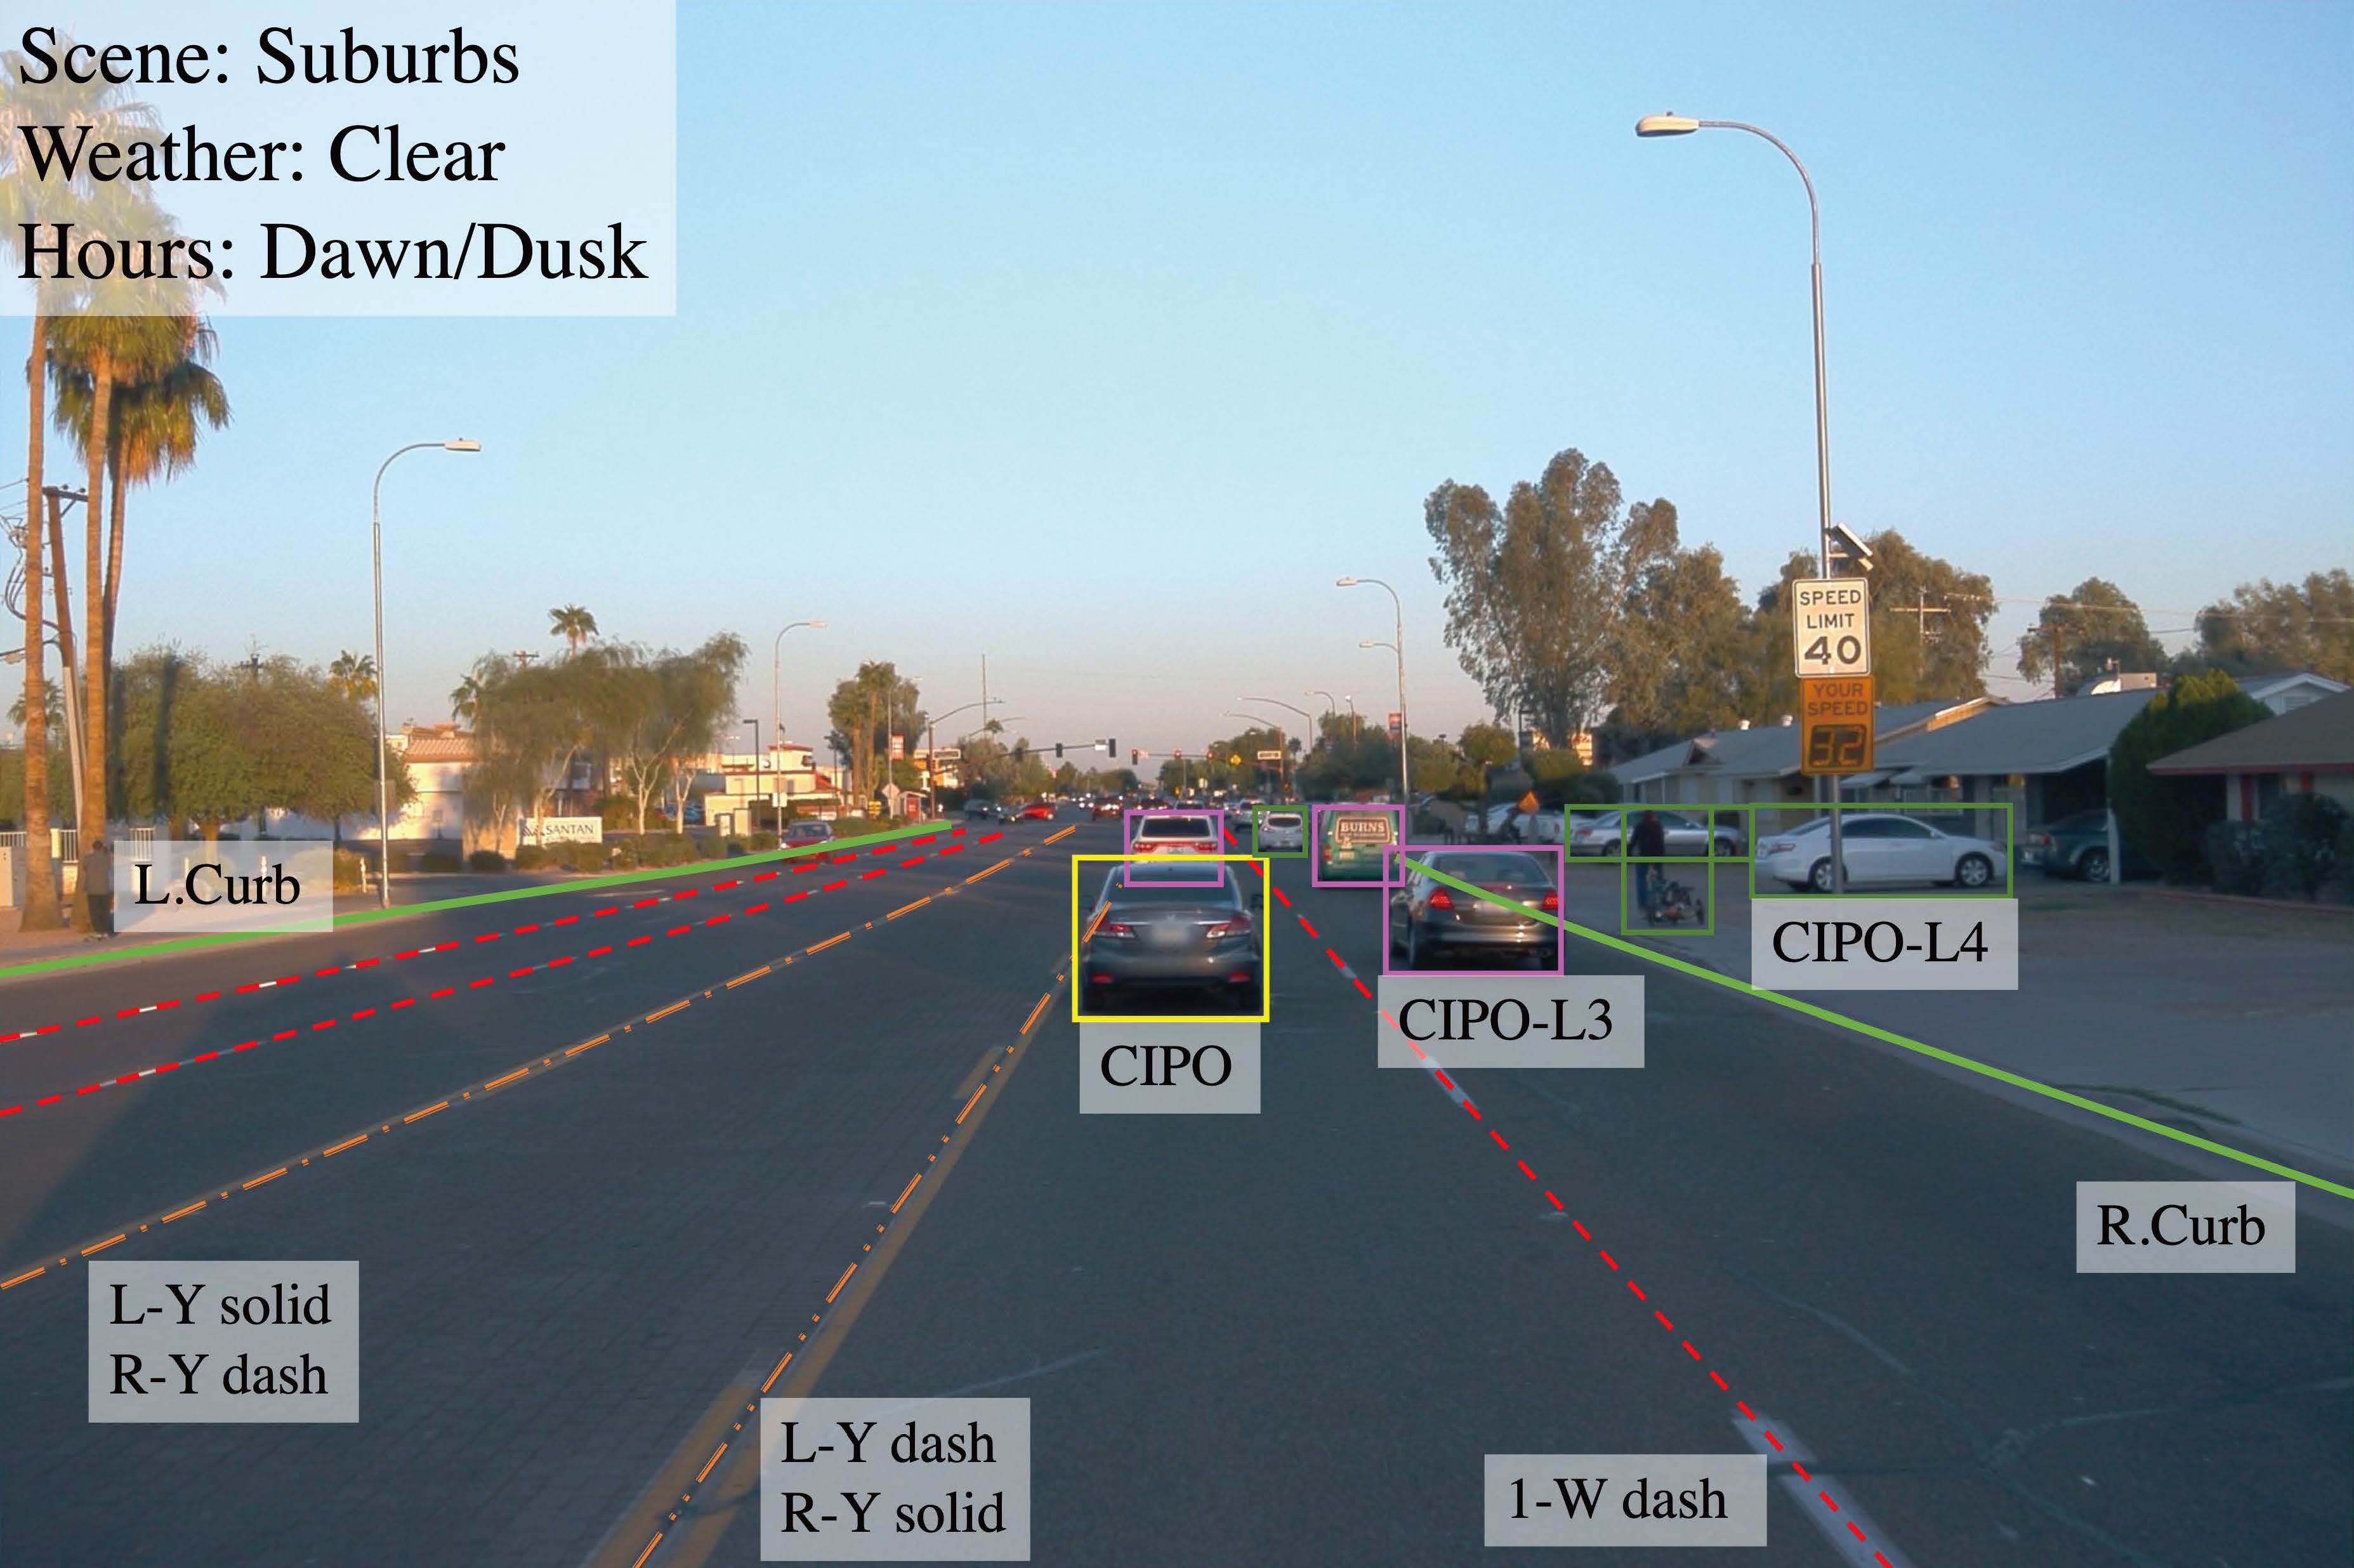 Scene: Suburbs
Weather: Clear
Hours: Dawn/Dusk
SPEED
LIMIT
40
YOUR
SPEED
32
SANTAN
BURNS
L.Curb
CIPO-L4
CIPO-L3
CIPO
R.Curb
L-Y solid
R-Y dash
L-Y dash
R-Y solid
1-W dash